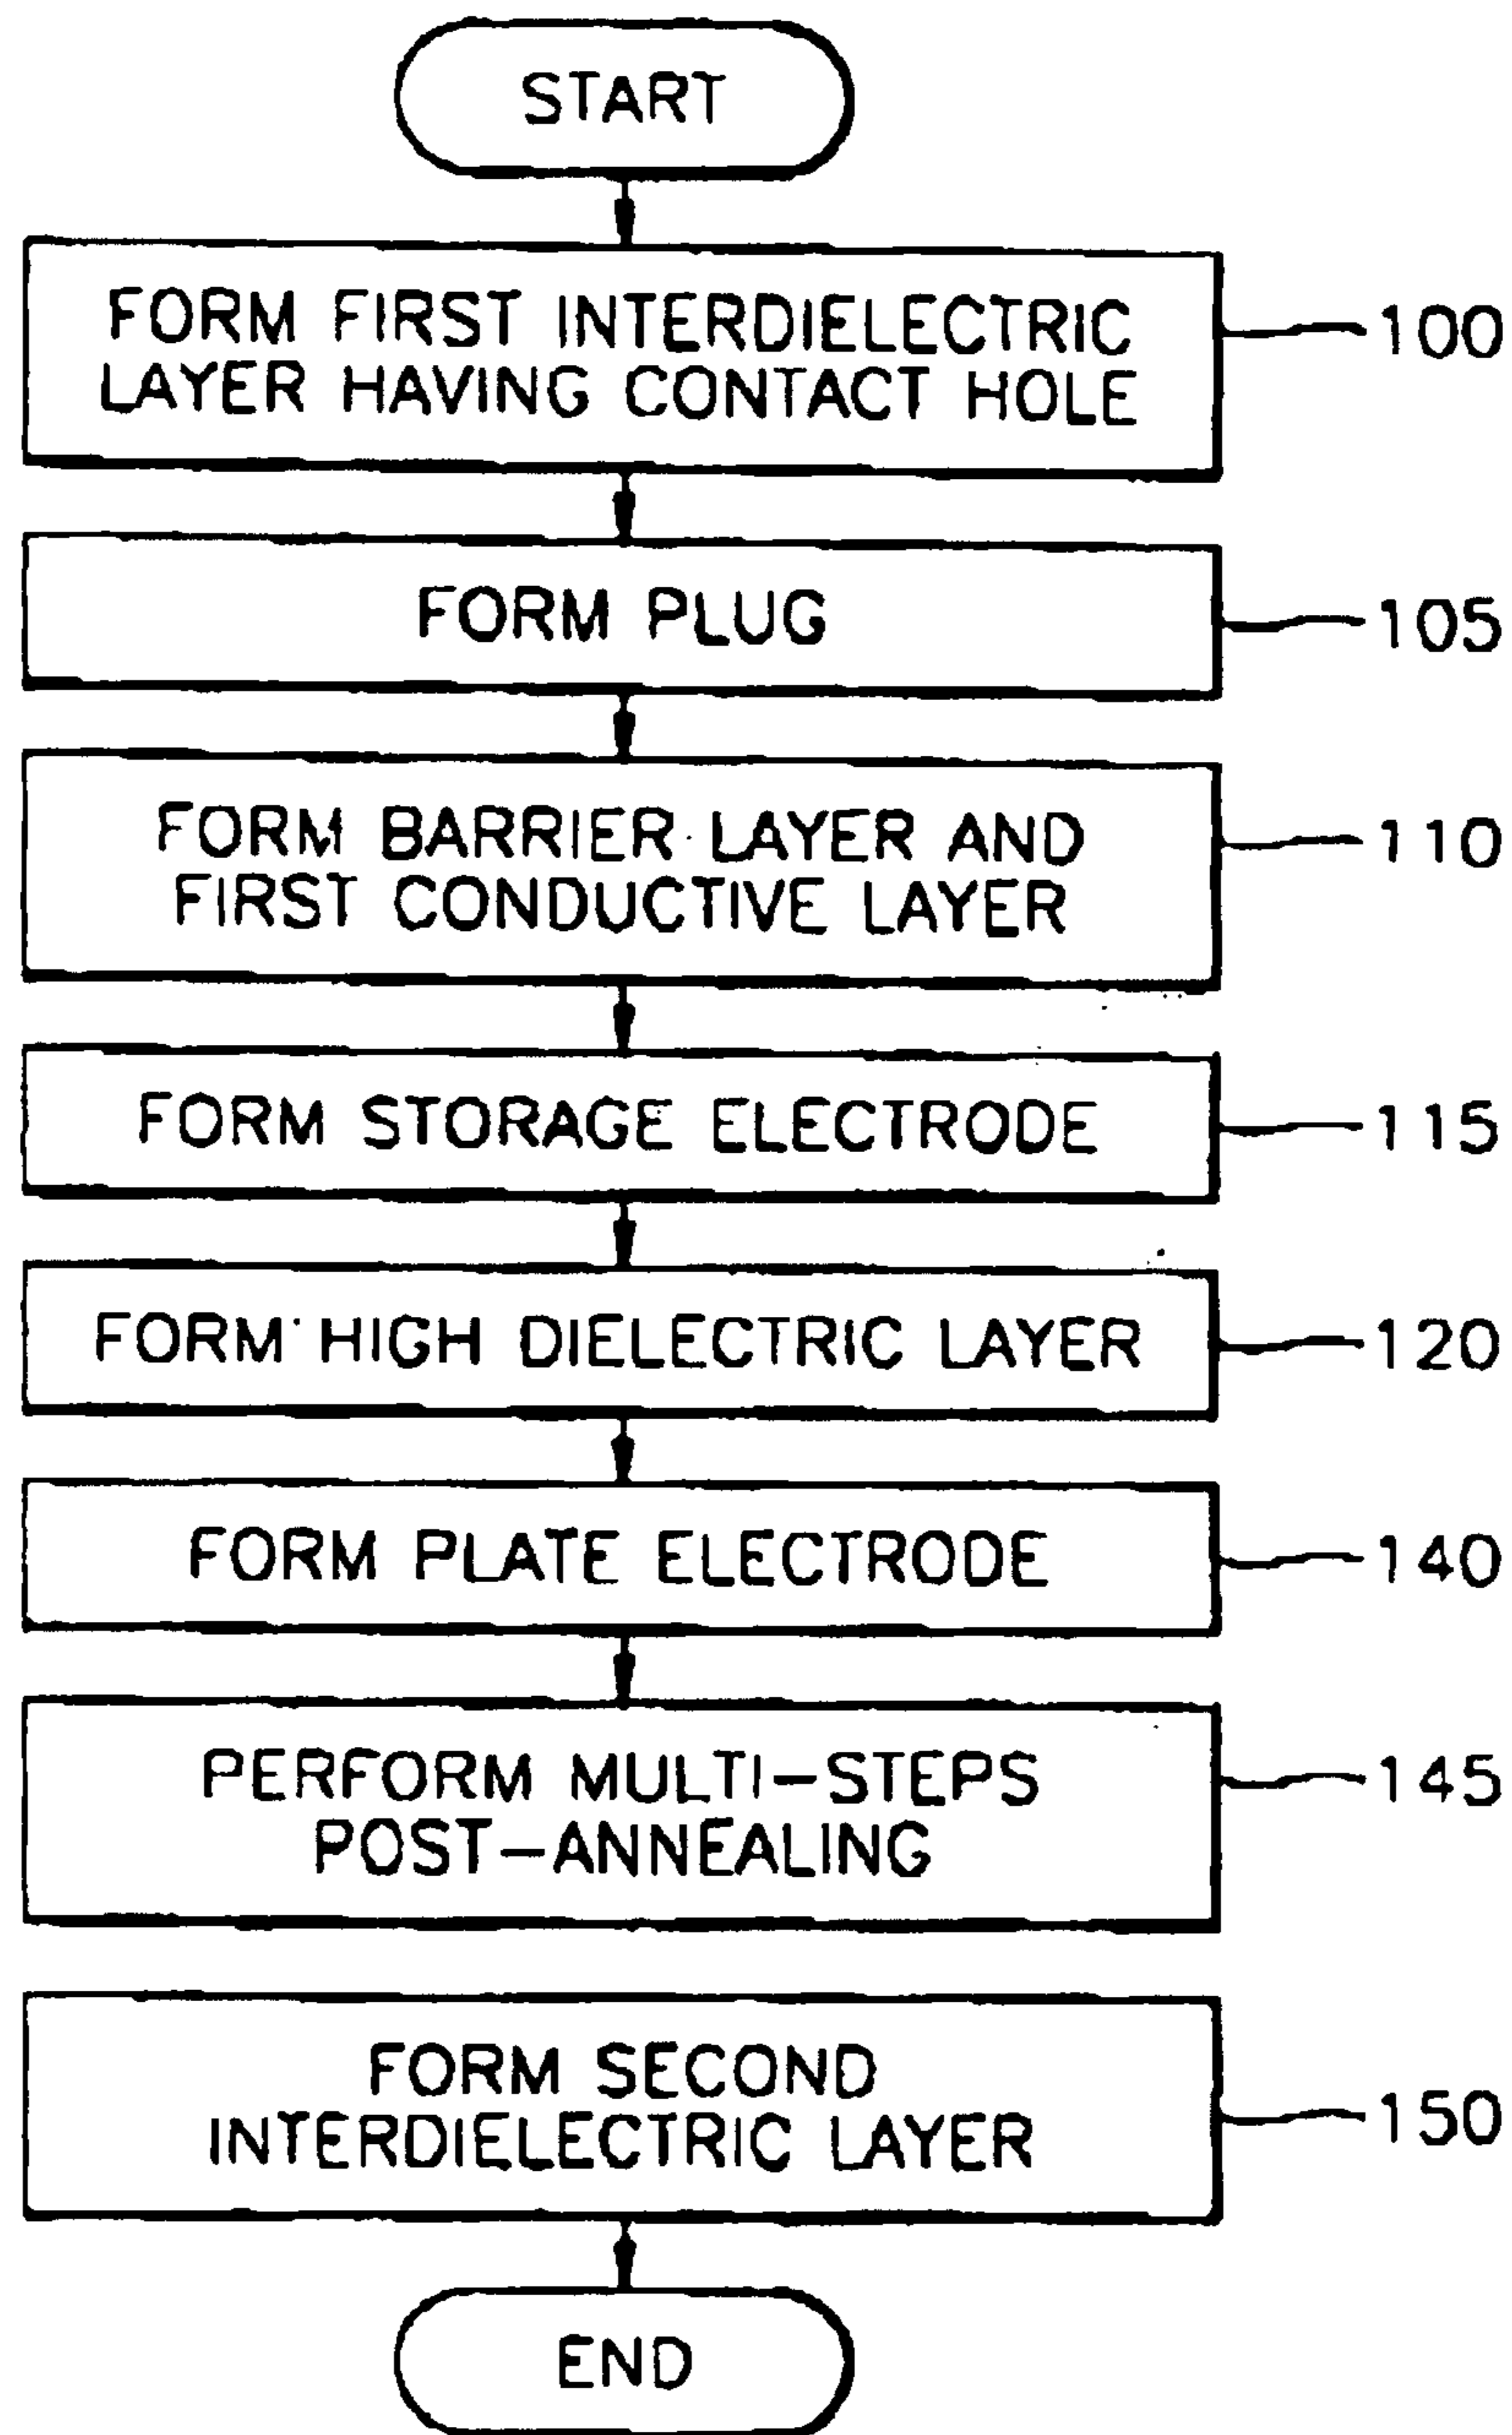 START
FORM FIRST INTERDIELECTRIC
LAYER HAVING CONTACT HOLE
100
FORM PLUG
105
FORM BARRIER LAYER AND
FIRST CONDUCTIVE LAYER
110
FORM STORAGE ELECTRODE
115
FORM HIGH DIELECTRIC LAYER
120
FORM PLATE ELECTRODE
140
PERFORM MULTI-STEPS
POST-ANNEALING
145
FORM SECOND
INTERDIELECTRIC LAYER
150
END